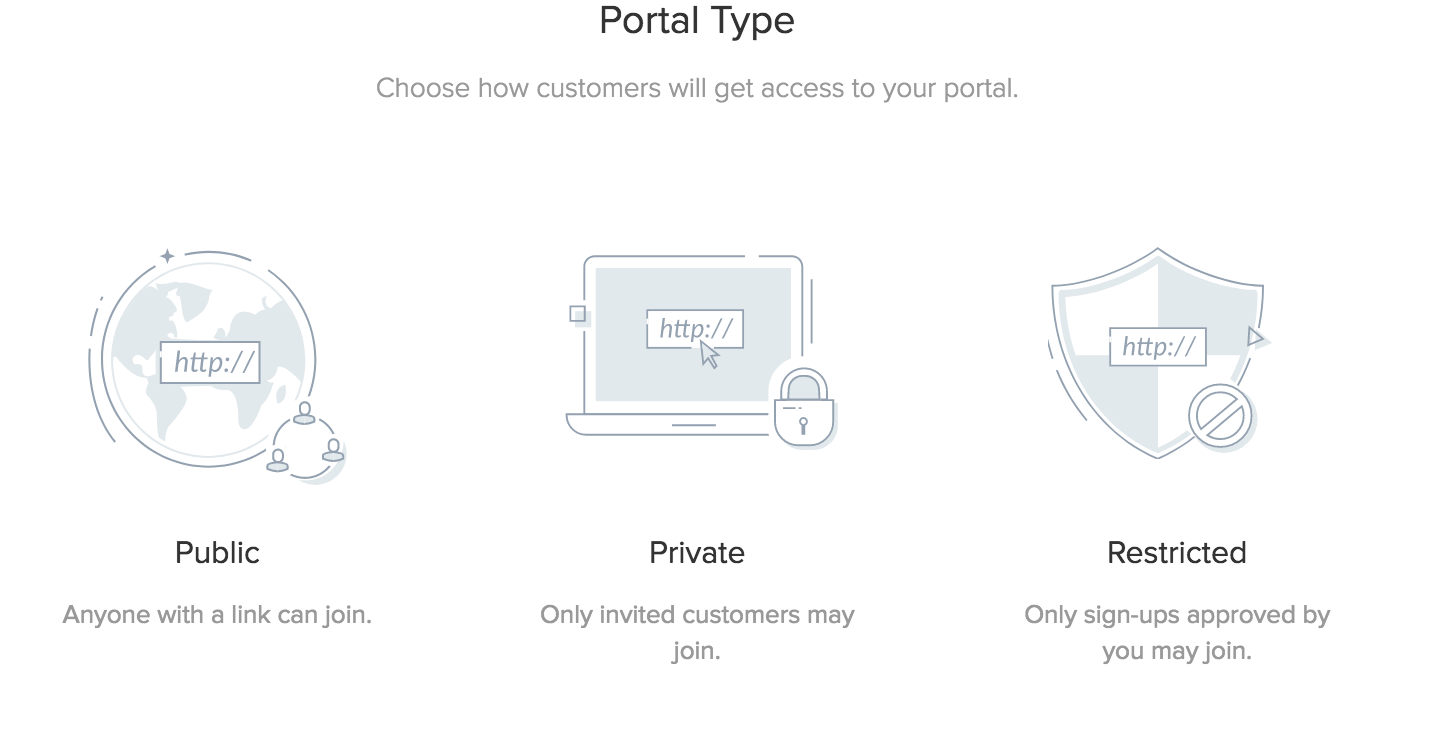 Portal Type
Choose how customers will get access to your portal.
http://
http://
http://
Public
Private
Restricted
Anyone with a link can join.
Only invited customers may
join.
Only sign-ups approved by
you may join.